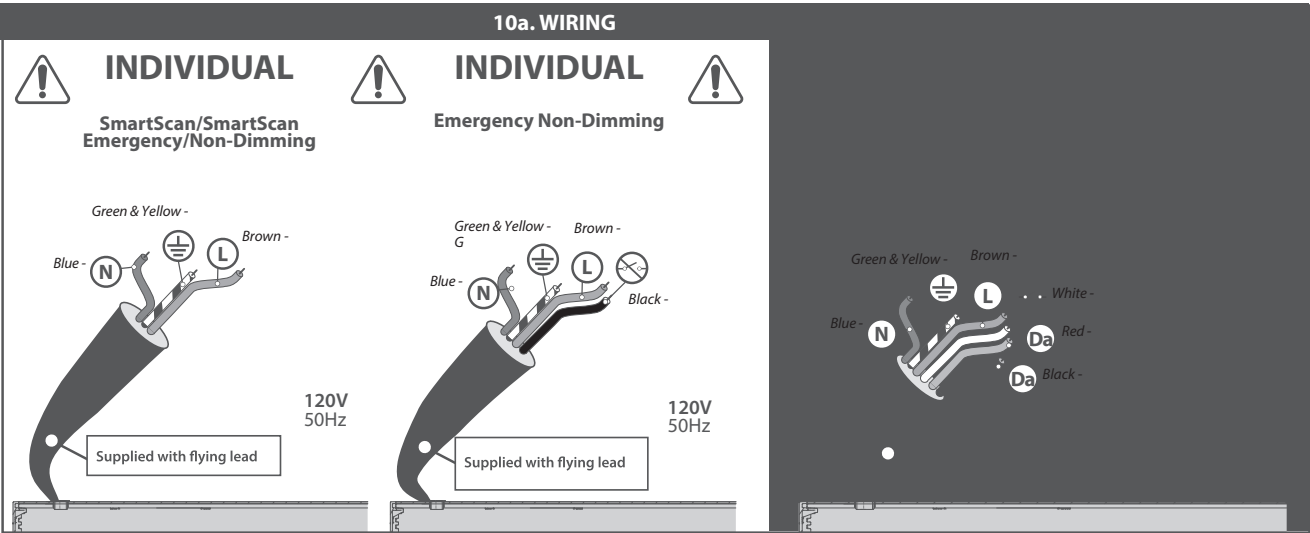 10a. WIRING
INDIVIDUAL
SmartScan/SmartScan
Emergency/Non-Dimming
Green & Yellow -
Brown -
Blue -
N
L
120V
50Hz
Supplied with flying lead
INDIVIDUAL
Emergency Non-Dimming
Green & Yellow -
G
Brown -
Blue -
N
L
Black -
120V
50Hz
Supplied with flying lead
Green & Yellow -
Brown -
L
White -
Blue -
N
Da
Red -
Da
Black -